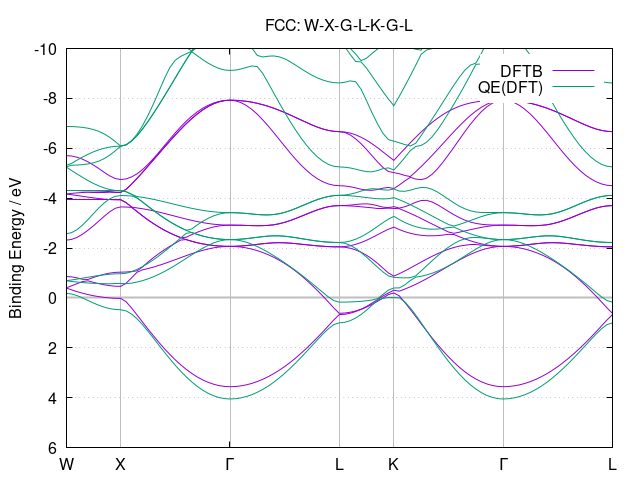 FCC: W-X-G-L-K-G-L
DFTB
QE(DFT)
Binding Energy / eV
-10
-8
-6
-4
-2
0
2
4
6
W X Γ L K Γ L